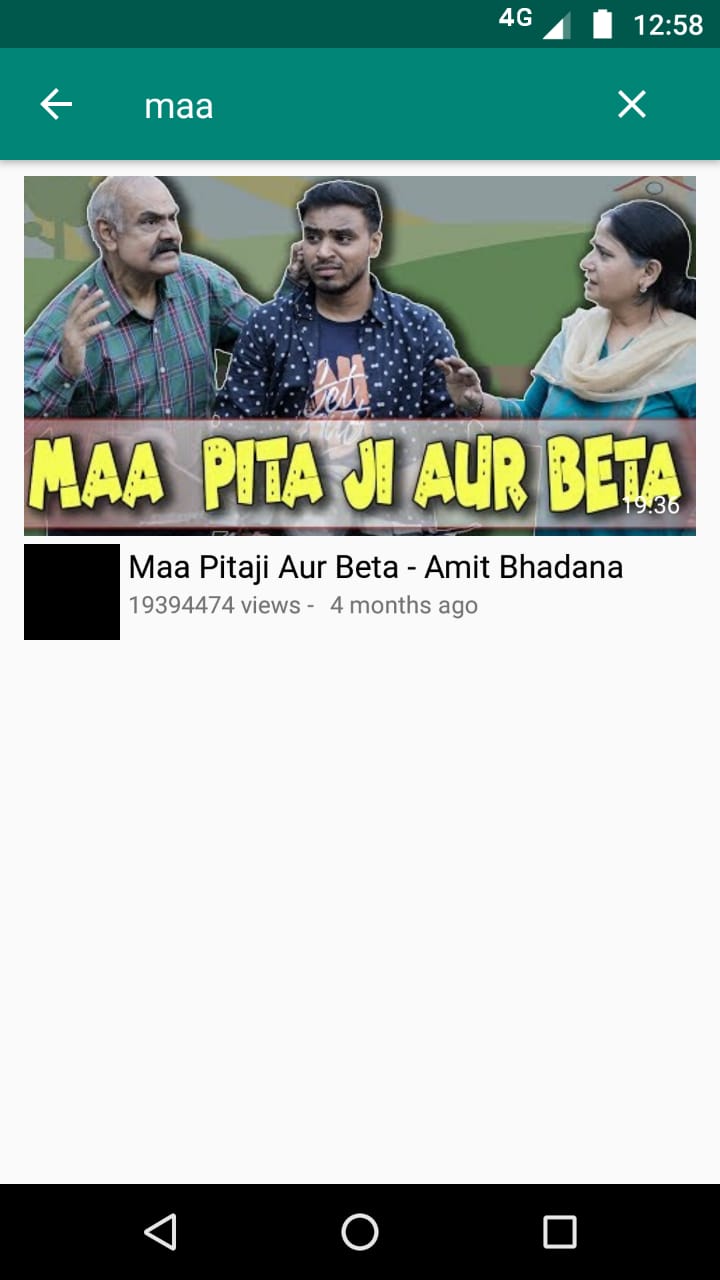 4G 12:58
maa
Get
MAA PITA JI AUR BETA
19:36
Maa Pitaji Aur Beta - Amit Bhadana
19394474 views - 4 months ago